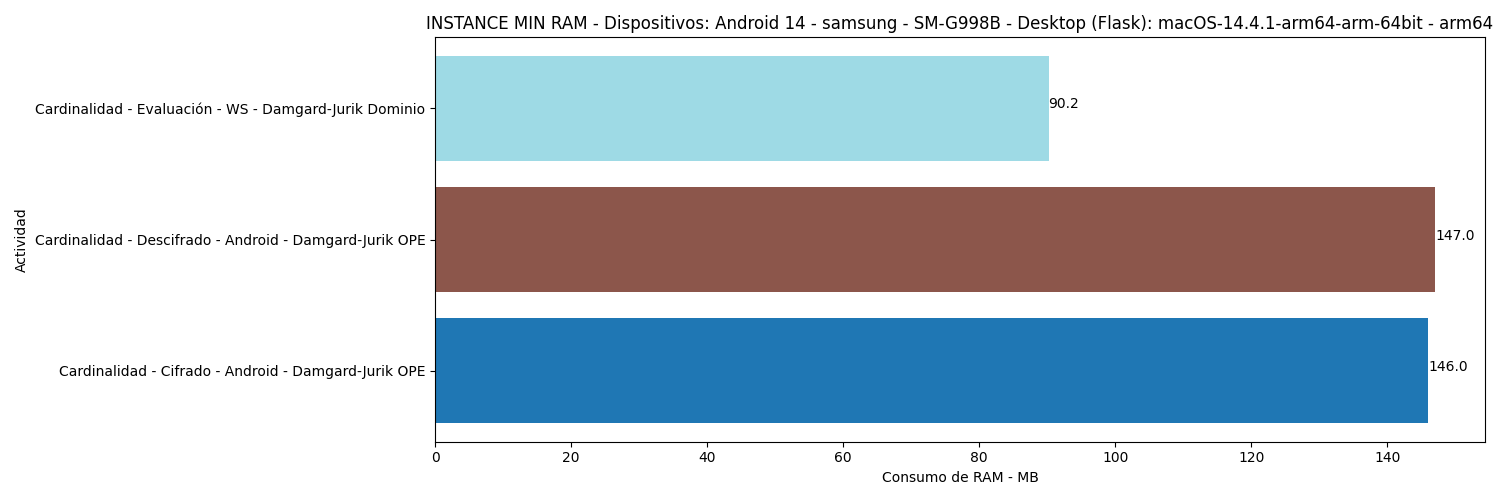 INSTANCE MIN RAM - Dispositivos: Android 14 - samsung - SM-G998B - Desktop (Flask): macOS-14.4.1-arm64-arm-64bit - arm64
Actividad
Cardinalidad - Evaluación - WS - Damgard-Jurik Dominio
90.2
Cardinalidad - Descifrado - Android - Damgard-Jurik OPE
147.0
Cardinalidad - Cifrado - Android - Damgard-Jurik OPE
146.0
0 20 40 60 80 100 120 140
Consumo de RAM - MB